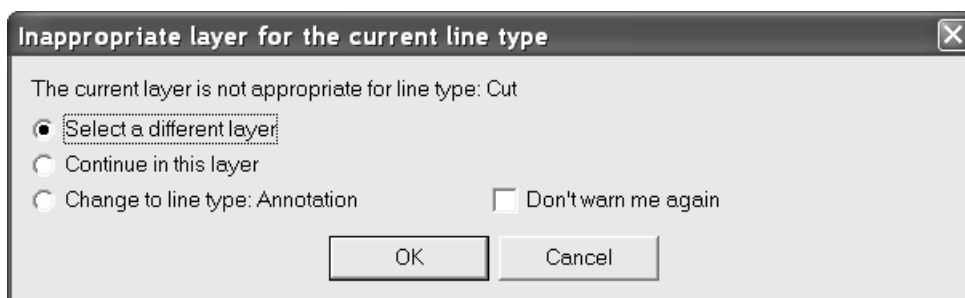 Inappropriate layer for the current line type
The current layer is not appropriate for line type: Cut
Select a different layer
Continue in this layer
Change to line type: Annotation Don't warn me again
OK Cancel